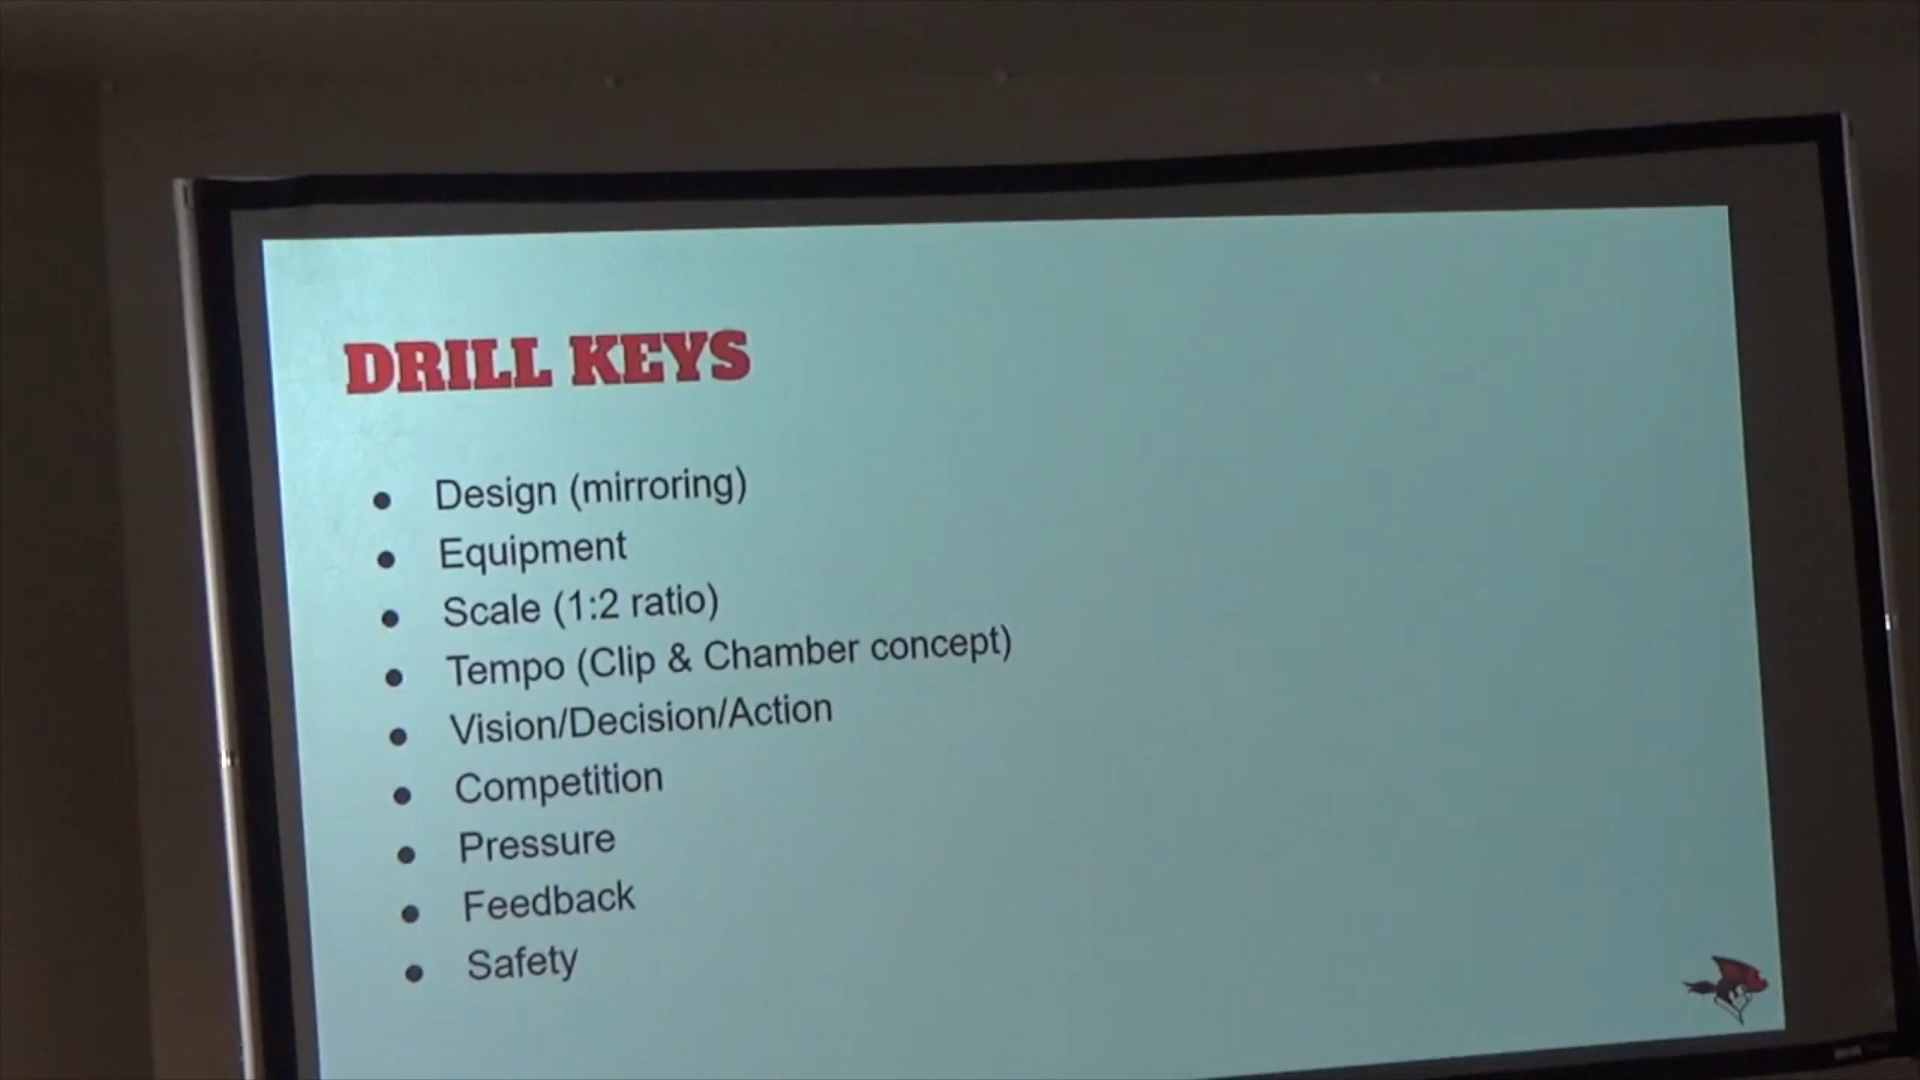 DRILL KEYS
● Design (mirroring)
● Equipment
● Scale (1:2 ratio)
● Tempo (Clip & Chamber concept)
● Vision/Decision/Action
● Competition
● Pressure
● Feedback
● Safety